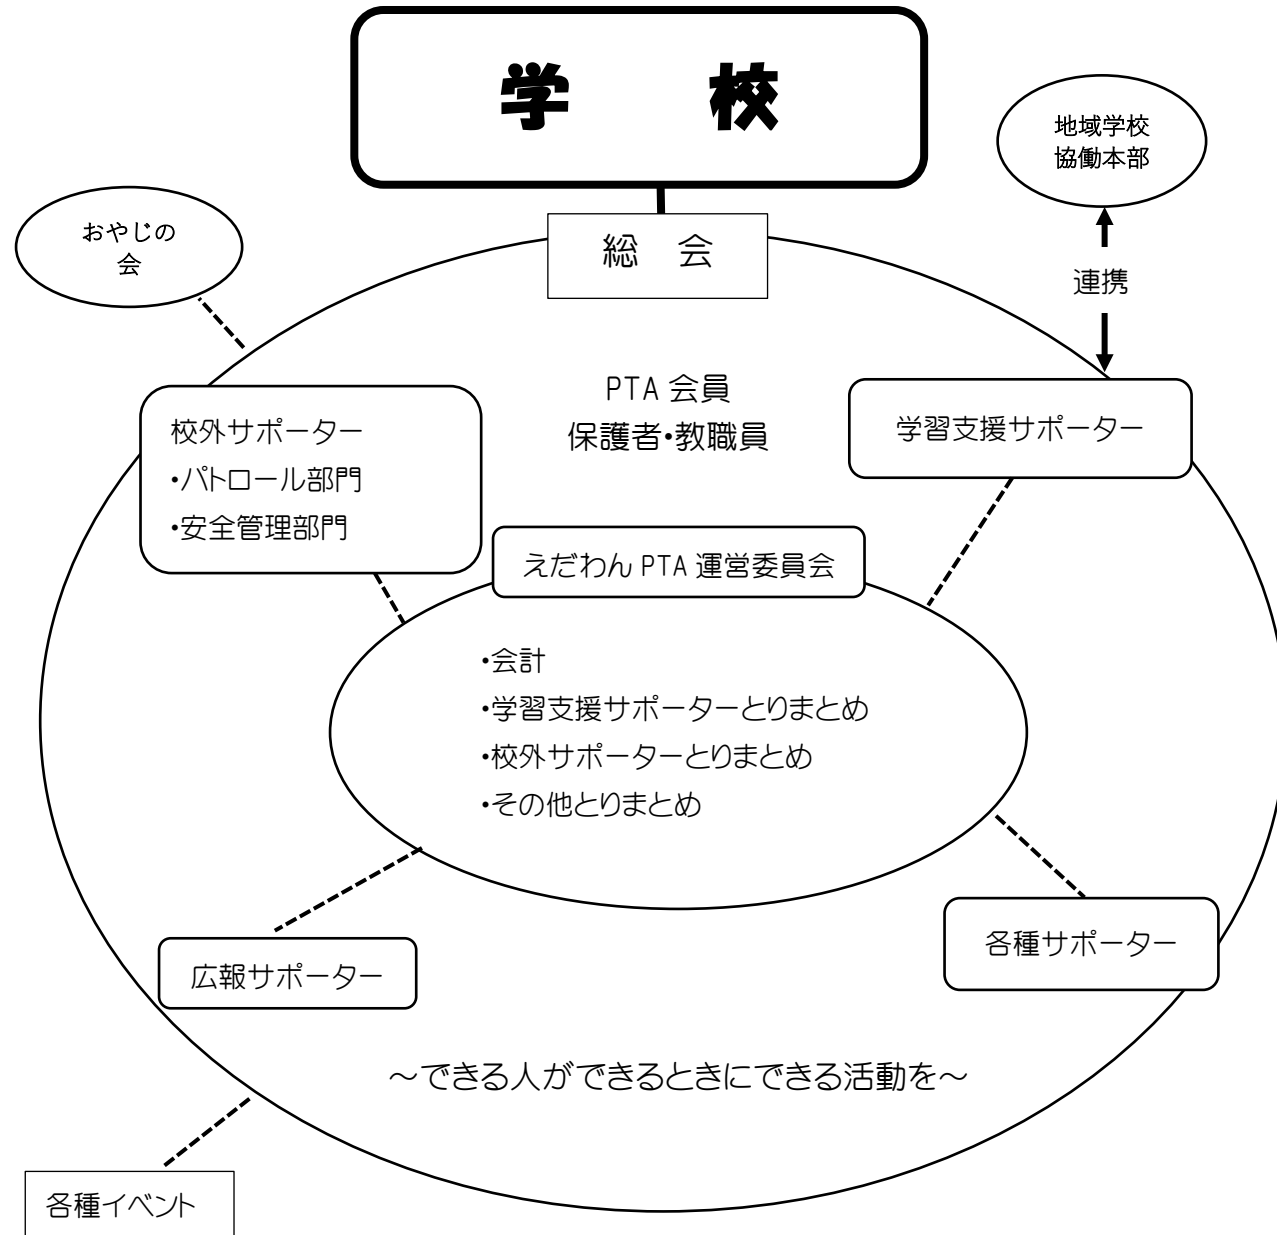 学　校
地域学校
協働本部
おやじの
会
総　会
連携
PTA 会員
保護者・教職員
校外サポーター
・パトロール部門
・安全管理部門
学習支援サポーター
えだわん PTA 運営委員会
・会計
・学習支援サポーターとりまとめ
・校外サポーターとりまとめ
・その他とりまとめ
広報サポーター
各種サポーター
～できる人ができるときにできる活動を～
各種イベント